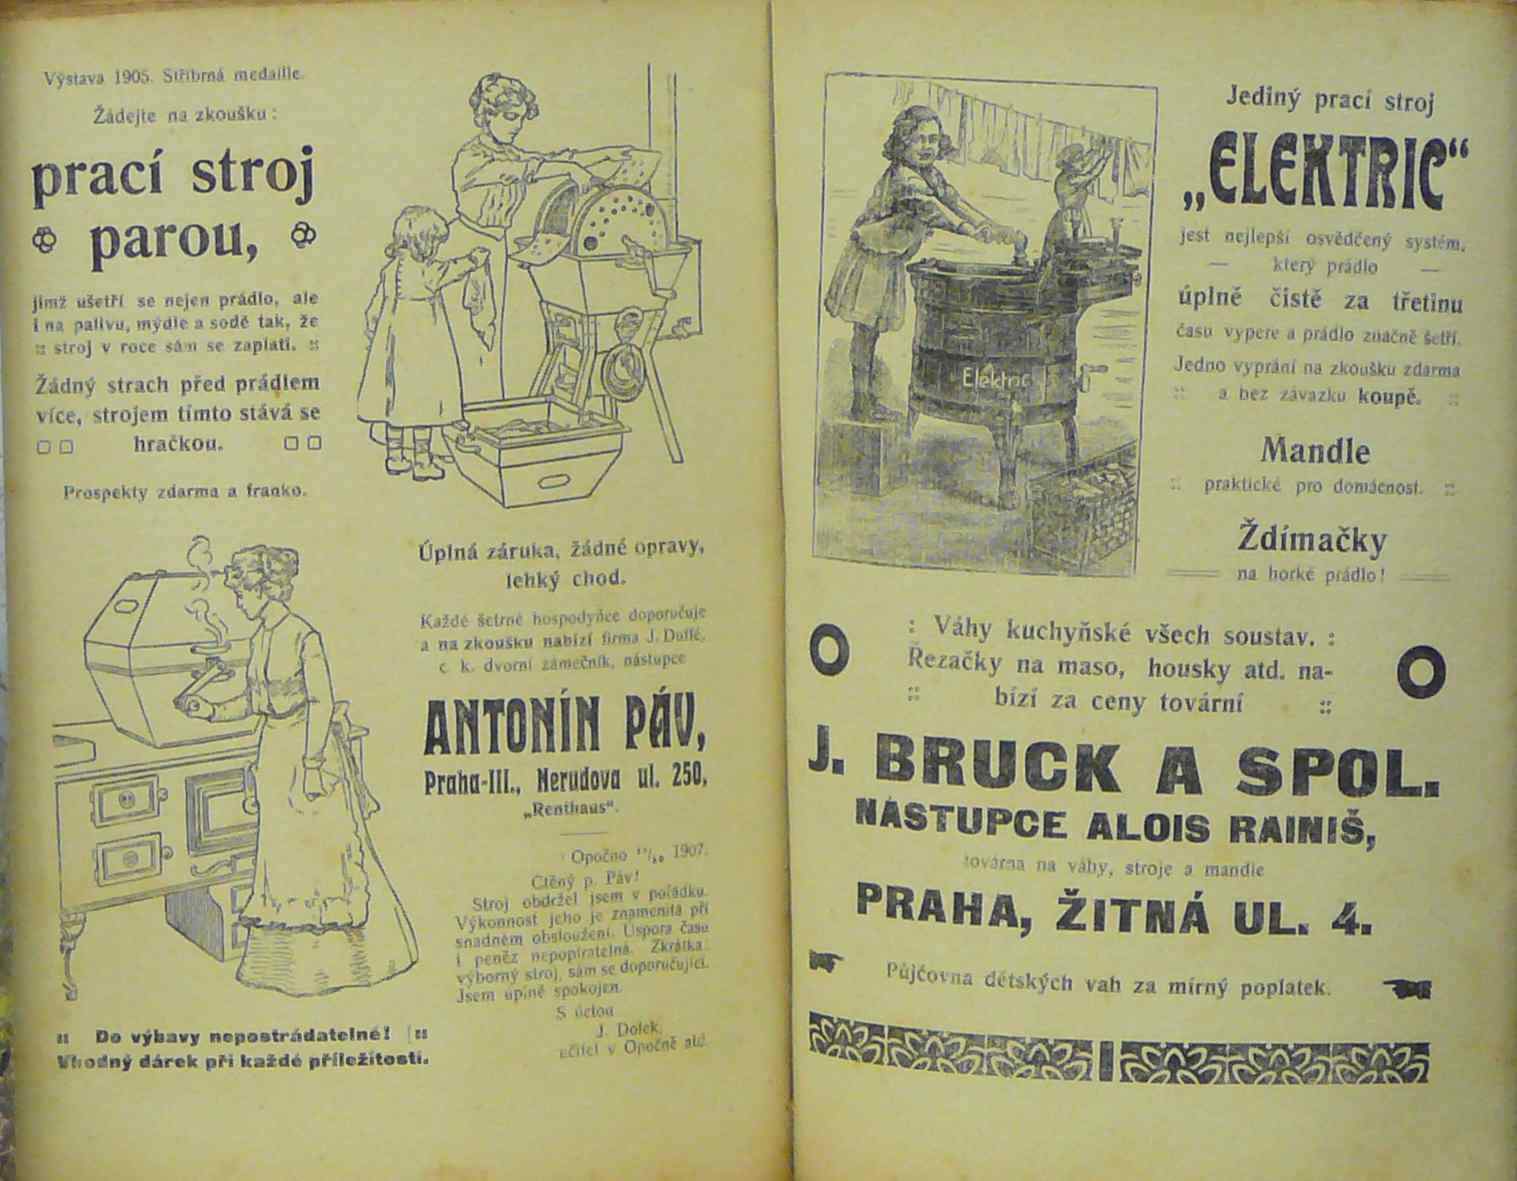 Výstava 1905. Stříbrná medaille.
Žádejte na zkoušku:
prací stroj
parou,
jímž ušetří se nejen prádlo, ale
i na palivu, mýdle a sodě tak, že
stroj v roce sám se zaplatí.
Žádný strach před prádlem
více, strojem tímto stává se
hračkou.
Prospekty zdarma a franko.
Úplná záruka, žádné opravy,
lehký chod.
Každé šetrné hospodyňce doporučuje
a na zkoušku nabízí firma J. Duffé,
c. k. dvorní zámečník, nástupce
ANTONÍN PÁV,
Praha-III., Nerudova ul. 250,
„Renthaus“.
Opočno 1907.
Ctěný p. Páv!
Stroj obdržel jsem v pořádku.
Výkonnost jeho je znamenitá při
snadném obsloužení. Úspora času
i peněz nepopíratelná. Zkrátka
výborný stroj, sám se doporučující.
Jsem úplně spokojen.
S úctou
J. Dolek,
učitel v Opočně atd.
Do výbavy nepostrádatelné!
Vhodný dárek při každé příležitosti.
Jediný prací stroj
„ELEKTRIC“
jest nejlepší osvědčený systém,
— který prádlo —
úplně čistě za třetinu
času vypere a prádlo značně šetří.
Jedno vyprání na zkoušku zdarma
a bez závazku koupě.
Elektric
Mandle
praktické pro domácnost.
Ždímačky
na horké prádlo!
: Váhy kuchyňské všech soustav. :
Řezačky na maso, housky atd. na-
bízí za ceny tovární
J. BRUCK A SPOL.
NÁSTUPCE ALOIS RAINIŠ,
továrna na váhy, stroje a mandle
PRAHA, ŽITNÁ UL. 4.
Půjčovna dětských vah za mírný poplatek.